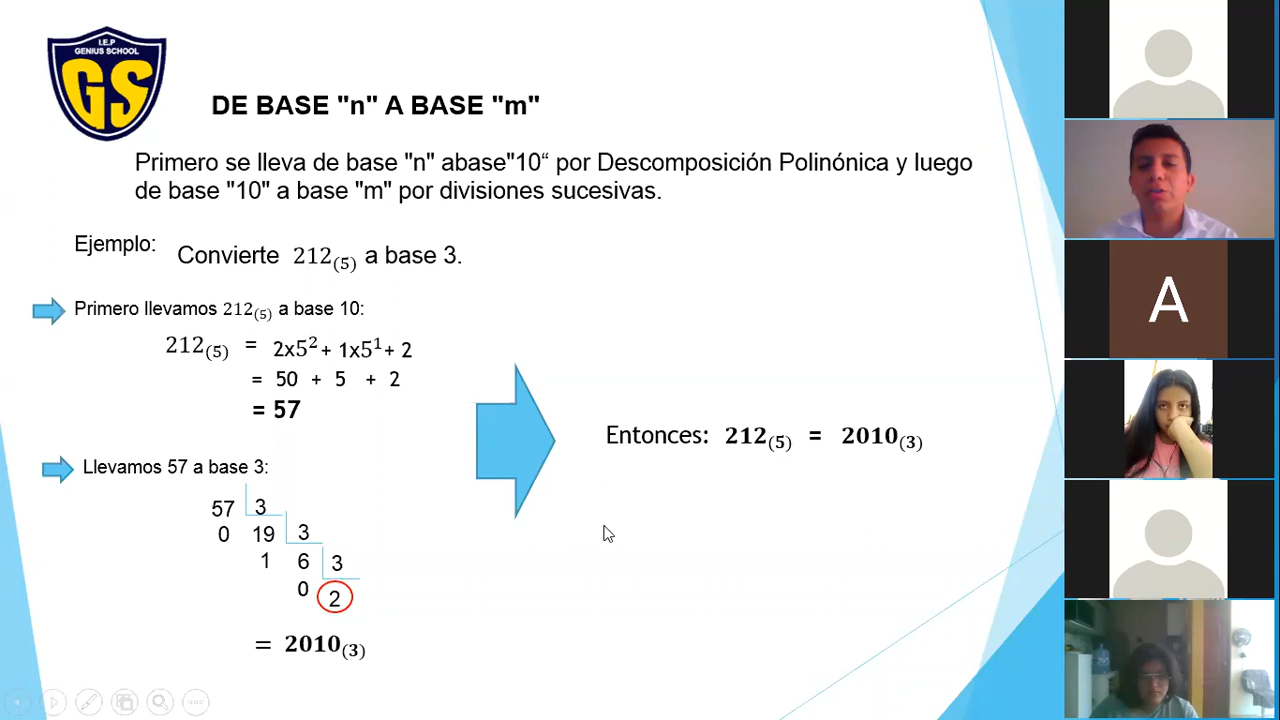 I.E.P
GENIUS SCHOOL
GS
DE BASE "n" A BASE "m"
Primero se lleva de base "n" abase"10“ por Descomposición Polinónica y luego
de base "10" a base "m" por divisiones sucesivas.
Ejemplo: Convierte 212(5) a base 3.
Primero llevamos 212(5) a base 10:
212(5) = 2x5² + 1x5¹ + 2
= 50 + 5 + 2
= 57
Entonces: 212(5) = 2010(3)
Llevamos 57 a base 3:
57 3
0 19 3
1 6 3
0 2
= 2010(3)
A